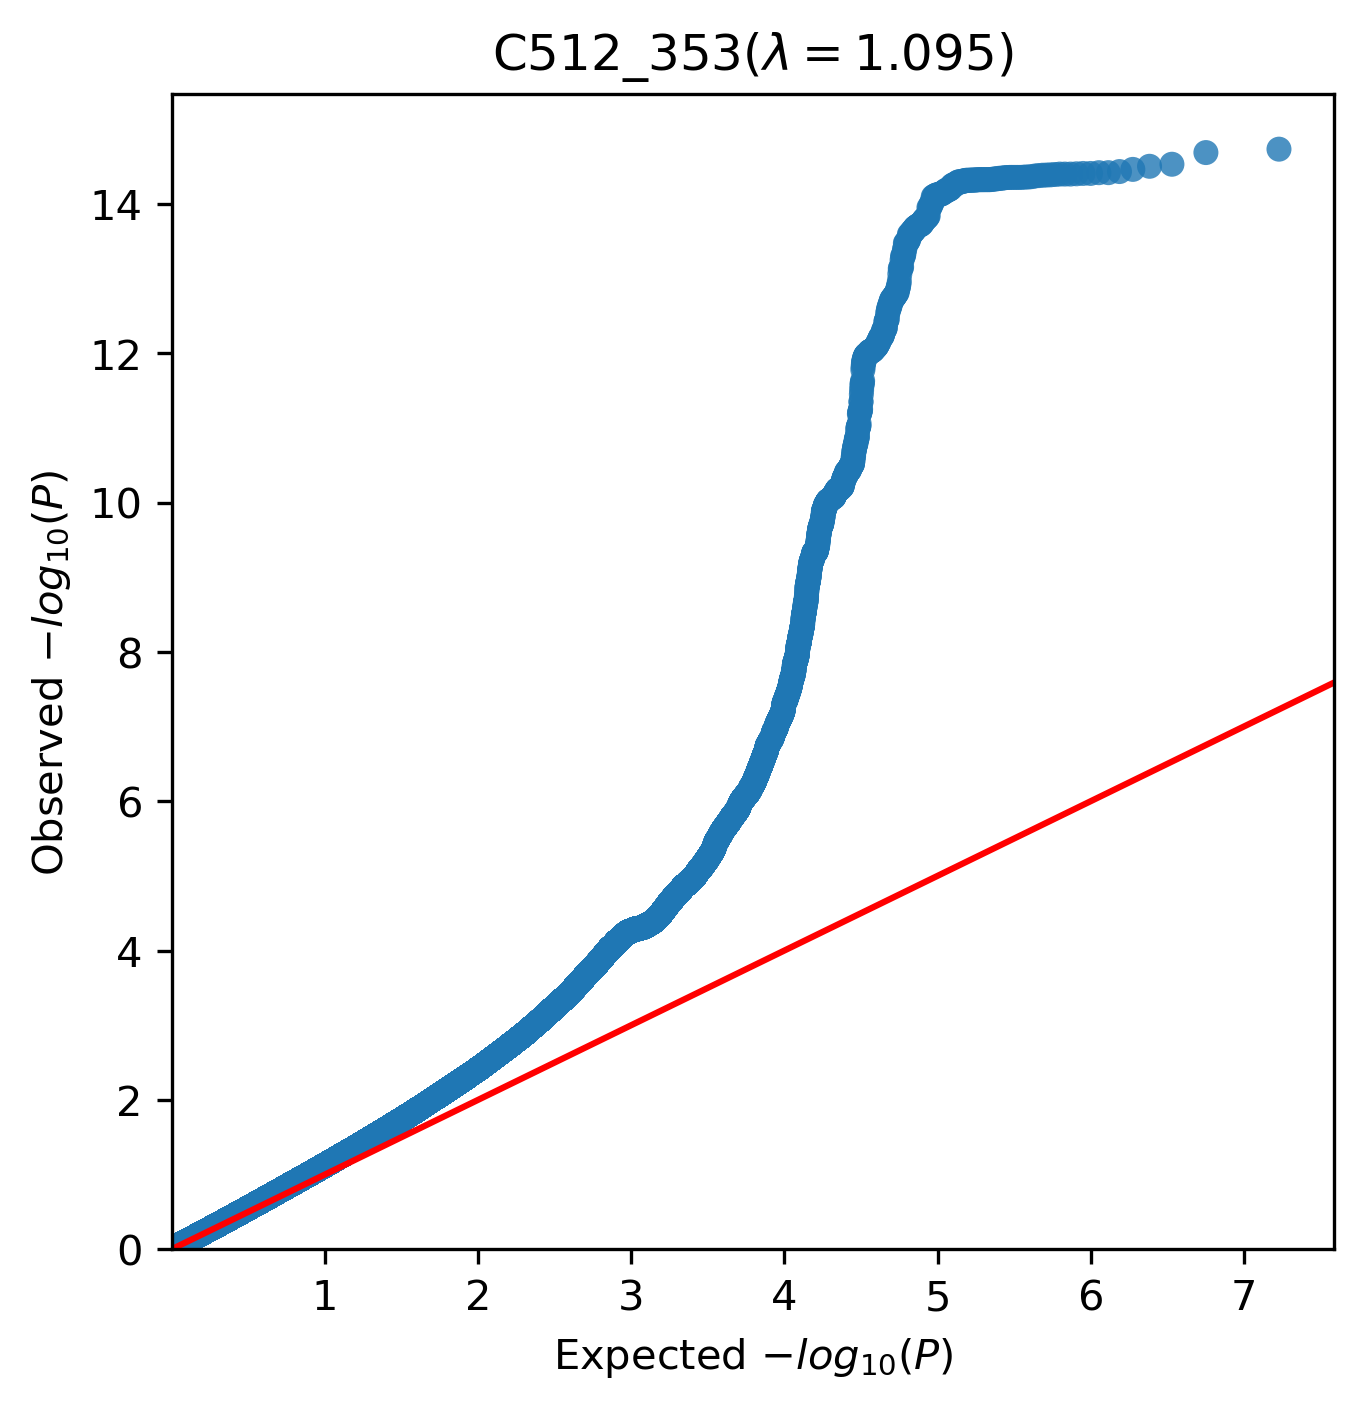 C512_353(λ = 1.095)
Observed −log₁₀(P)
14
12
10
8
6
4
2
0
1 2 3 4 5 6 7
Expected −log₁₀(P)